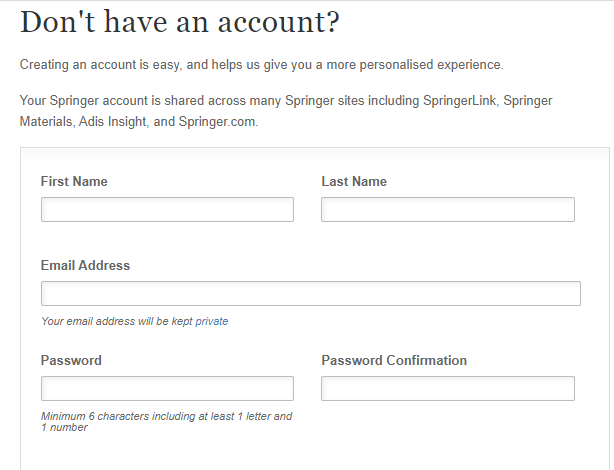 Don't have an account?
Creating an account is easy, and helps us give you a more personalised experience.
Your Springer account is shared across many Springer sites including SpringerLink, Springer
Materials, Adis Insight, and Springer.com.
First Name
Last Name
Email Address
Your email address will be kept private
Password
Password Confirmation
Minimum 6 characters including at least 1 letter and
1 number